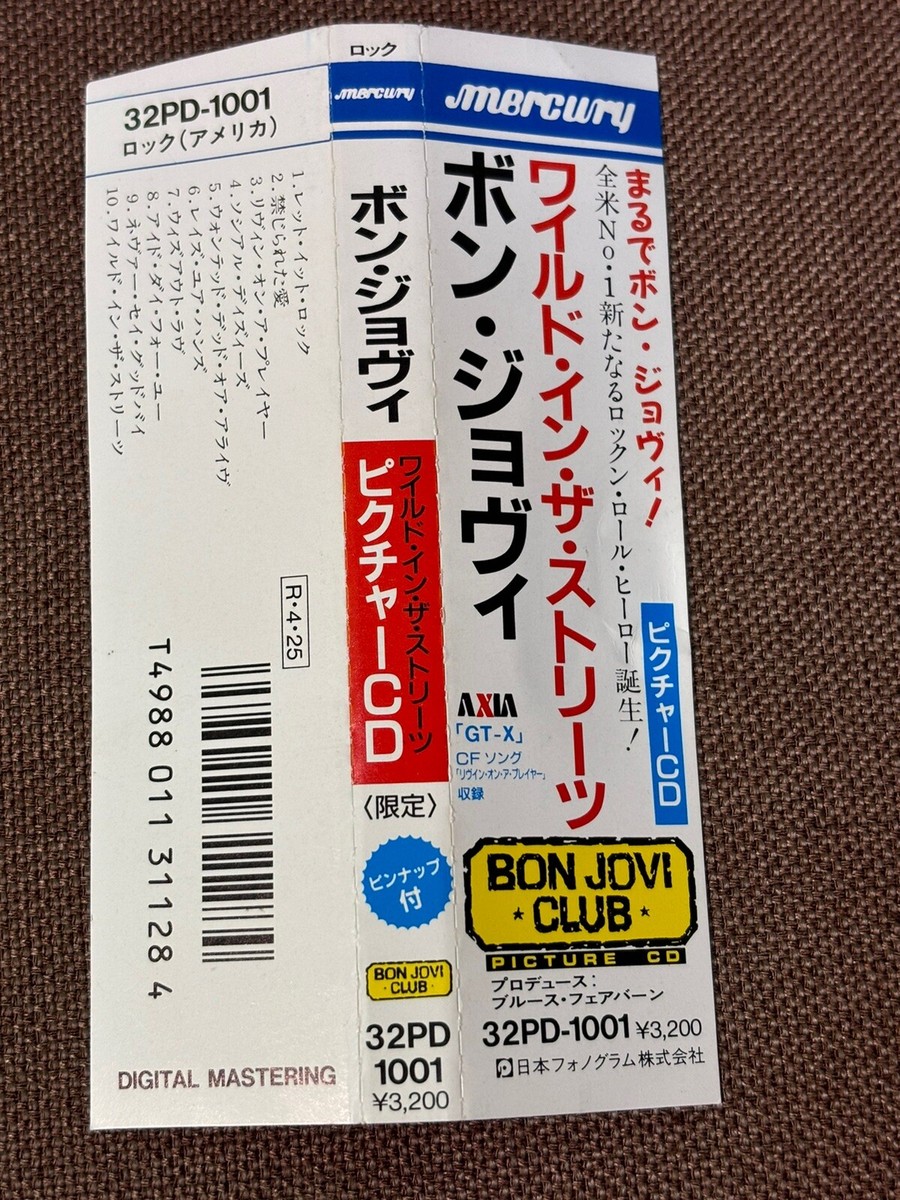 32PD-1001
ロック(アメリカ)
1. レット・イット・ロック
2. 禁じられた愛
3. リヴィン・オン・ア・プレイヤー
4. ソシアル・ディズィーズ
5. ウォンテッド・デッド・オア・アライヴ
6. レイズ・ユア・ハンズ
7. ウィズアウト・ラヴ
8. アイド・ダイ・フォー・ユー
9. ネヴァー・セイ・グッドバイ
10. ワイルド・イン・ザ・ストリーツ
R・4・25
T4988 011 31128 4
DIGITAL MASTERING
ロック
mercury
ボン・ジョヴィ
ワイルド・イン・ザ・ストリーツ
ピクチャーCD
〈限定〉
ピンナップ
付
BON JOVI
・CLUB・
32PD
1001
¥3,200
mercury
まるでボン・ジョヴィ!
全米No.1新たなるロックン・ロール・ヒーロー誕生!
ピクチャーCD
ワイルド・イン・ザ・ストリーツ
ボン・ジョヴィ
AXIA
「GT-X」
CFソング
「リヴイン・オン・ア・プレイヤー」
収録
BON JOVI
★CLUB★
PICTURE CD
プロデュース:
ブルース・フェアバーン
32PD-1001 ¥3,200
日本フォノグラム株式会社